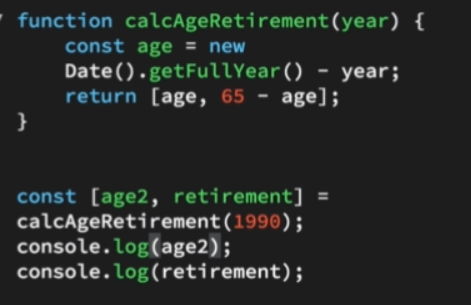 function calcAgeRetirement(year) {
    const age = new
    Date().getFullYear() - year;
    return [age, 65 - age];
}
const [age2, retirement] =
calcAgeRetirement(1990);
console.log(age2);
console.log(retirement);